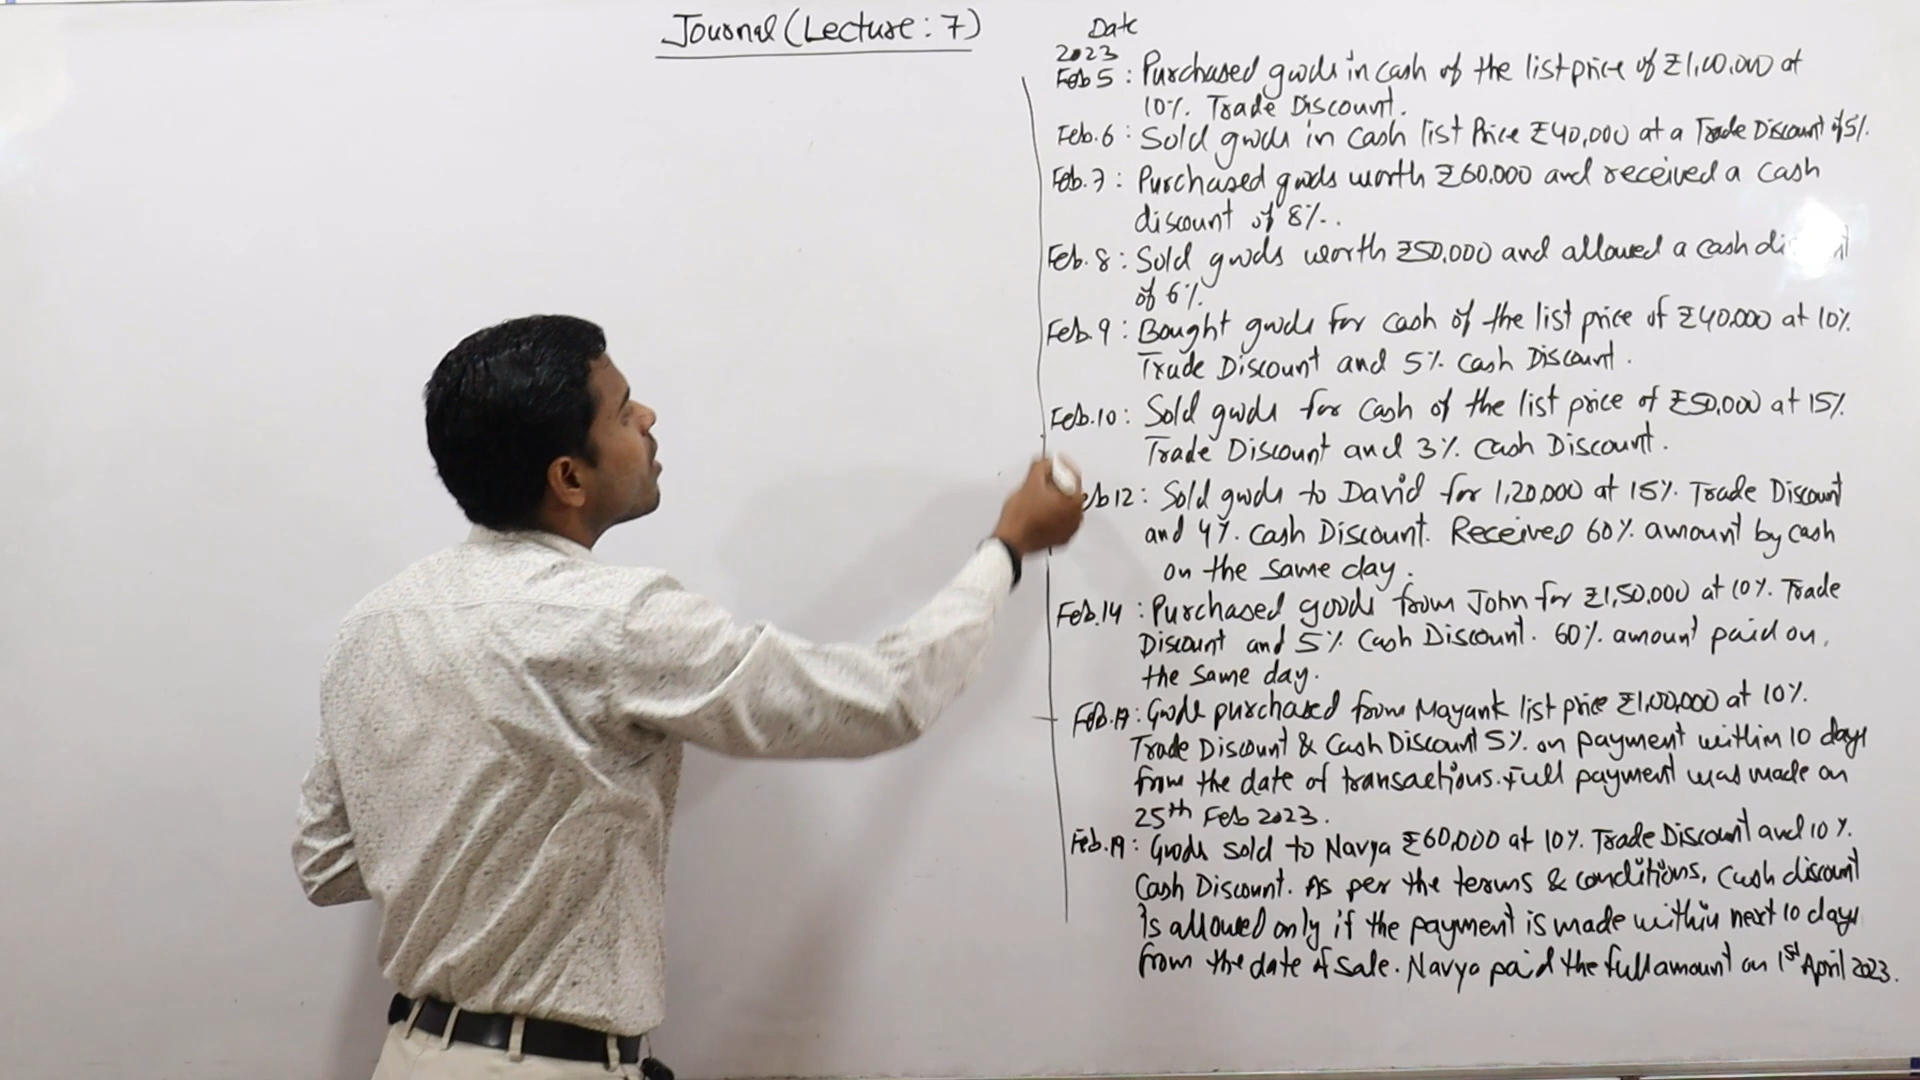 Journal (Lecture: 7)
Date
2023
Feb 5 : Purchased goods in cash of the list price of ₹1,00,000 at
10% Trade Discount.
Feb. 6 : Sold goods in cash list Price ₹40,000 at a Trade Discount of 5%.
Feb. 7 : Purchased goods worth ₹60,000 and received a cash
discount of 8%..
Feb. 8 : Sold goods worth ₹50,000 and allowed a cash
of 6%.
Feb. 9 : Bought goods for cash of the list price of ₹40,000 at 10%
Trade Discount and 5% Cash Discount.
Feb. 10 : Sold goods for cash of the list price of ₹50,000 at 15%
Trade Discount and 3% Cash Discount.
eb 12 : Sold goods to David for 1,20,000 at 15% Trade Discount
and 4% Cash Discount. Received 60% amount by cash
on the same day.
Feb. 14 : Purchased goods from John for ₹1,50,000 at 10% Trade
Discount and 5% Cash Discount. 60% amount paid on
the same day.
Feb. 17 : Goods purchased from Mayank list price ₹1,00,000 at 10%
Trade Discount & Cash Discount 5% on payment within 10 days
from the date of transactions. Full payment was made on
25th Feb 2023.
Feb. 19 : Goods sold to Navya ₹60,000 at 10% Trade Discount and 10%
Cash Discount. As per the terms & conditions, Cash discount
is allowed only if the payment is made within next 10 days
from the date of sale. Navya paid the full amount on 1st April 2023.